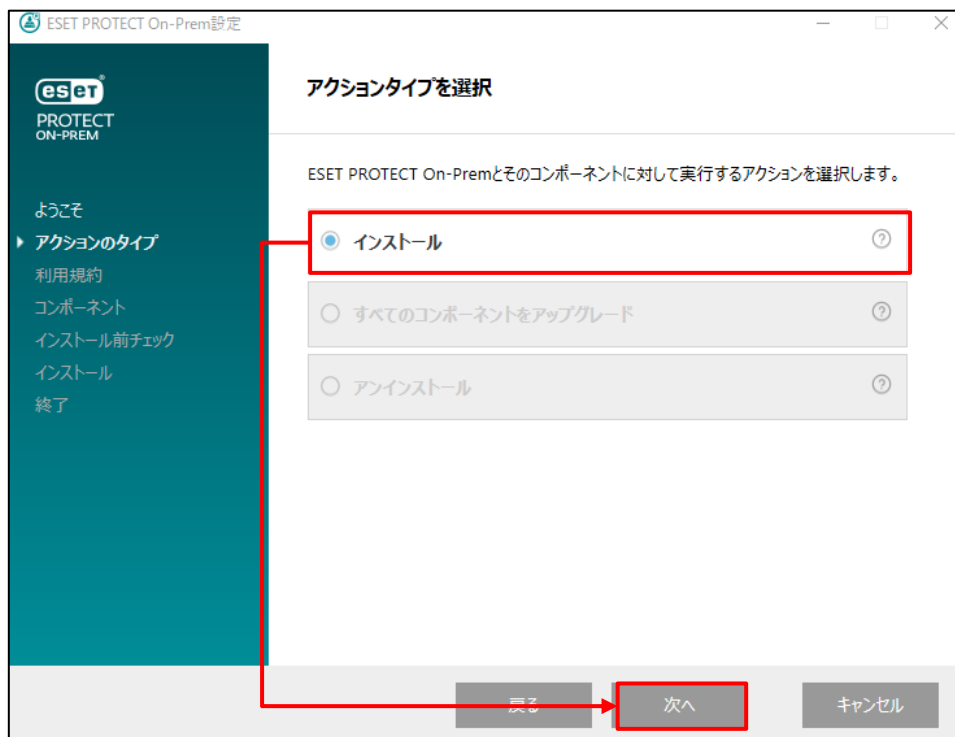 ESET PROTECT On-Prem設定
eseT
PROTECT
ON-PREM
ようこそ
アクションのタイプ
利用規約
コンポーネント
インストール前チェック
インストール
終了
アクションタイプを選択
ESET PROTECT On-Premとそのコンポーネントに対して実行するアクションを選択します。
インストール
すべてのコンポーネントをアップグレード
アンインストール
戻る 次へ キャンセル